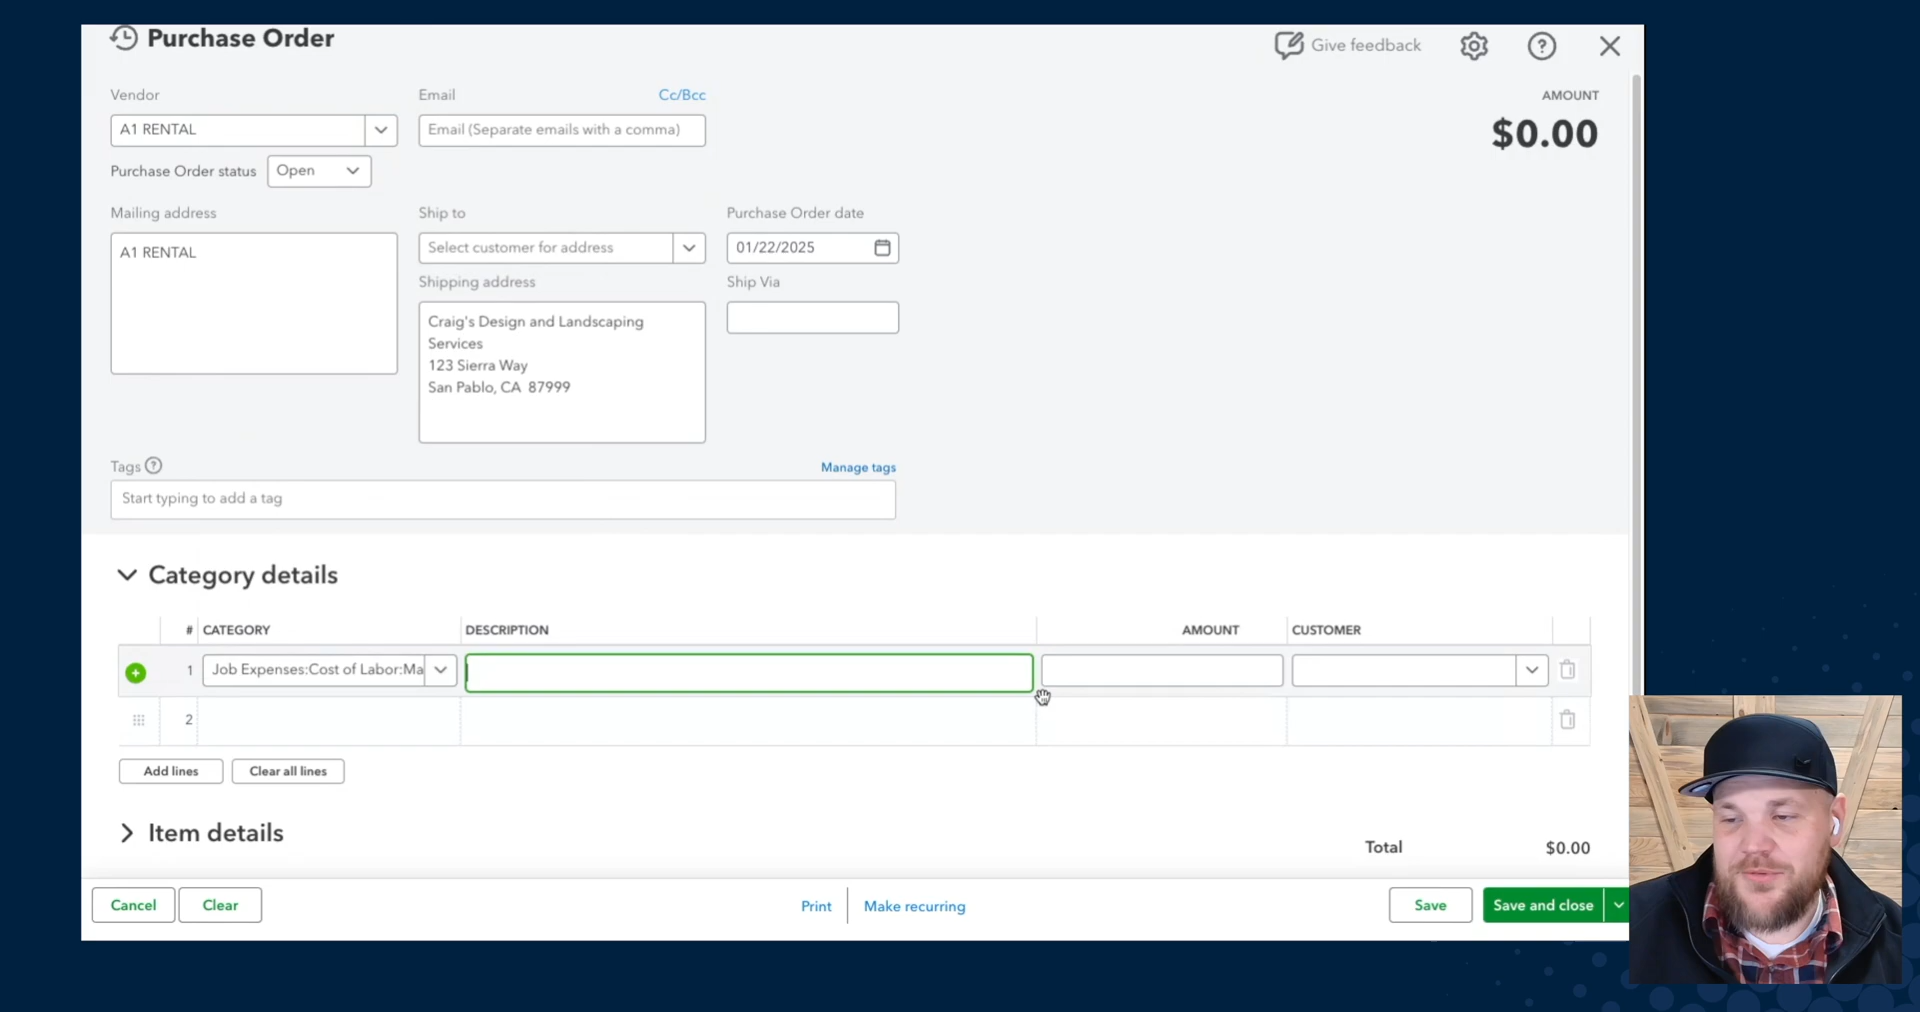 Purchase Order
Give feedback
Vendor
Email
Cc/Bcc
AMOUNT
A1 RENTAL
Email (Separate emails with a comma)
$0.00
Purchase Order status
Open
Mailing address
Ship to
Purchase Order date
A1 RENTAL
Select customer for address
01/22/2025
Shipping address
Ship Via
Craig's Design and Landscaping
Services
123 Sierra Way
San Pablo, CA 87999
Tags
Manage tags
Start typing to add a tag
Category details
# CATEGORY
DESCRIPTION
AMOUNT
CUSTOMER
1
Job Expenses:Cost of Labor:Ma
2
Add lines
Clear all lines
Item details
Total
$0.00
Cancel
Clear
Print
Make recurring
Save
Save and close